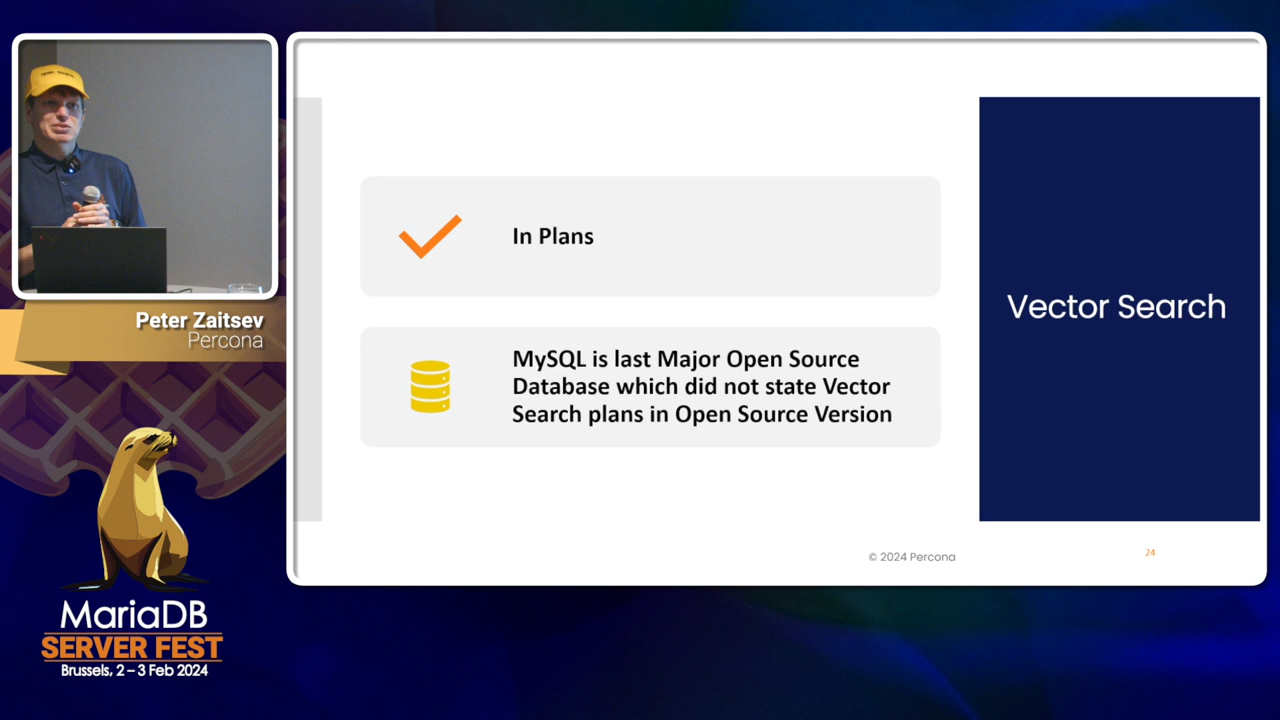 Peter Zaitsev
Percona
MariaDB
SERVER FEST
Brussels, 2 – 3 Feb 2024
In Plans
MySQL is last Major Open Source
Database which did not state Vector
Search plans in Open Source Version
Vector Search
© 2024 Percona
24